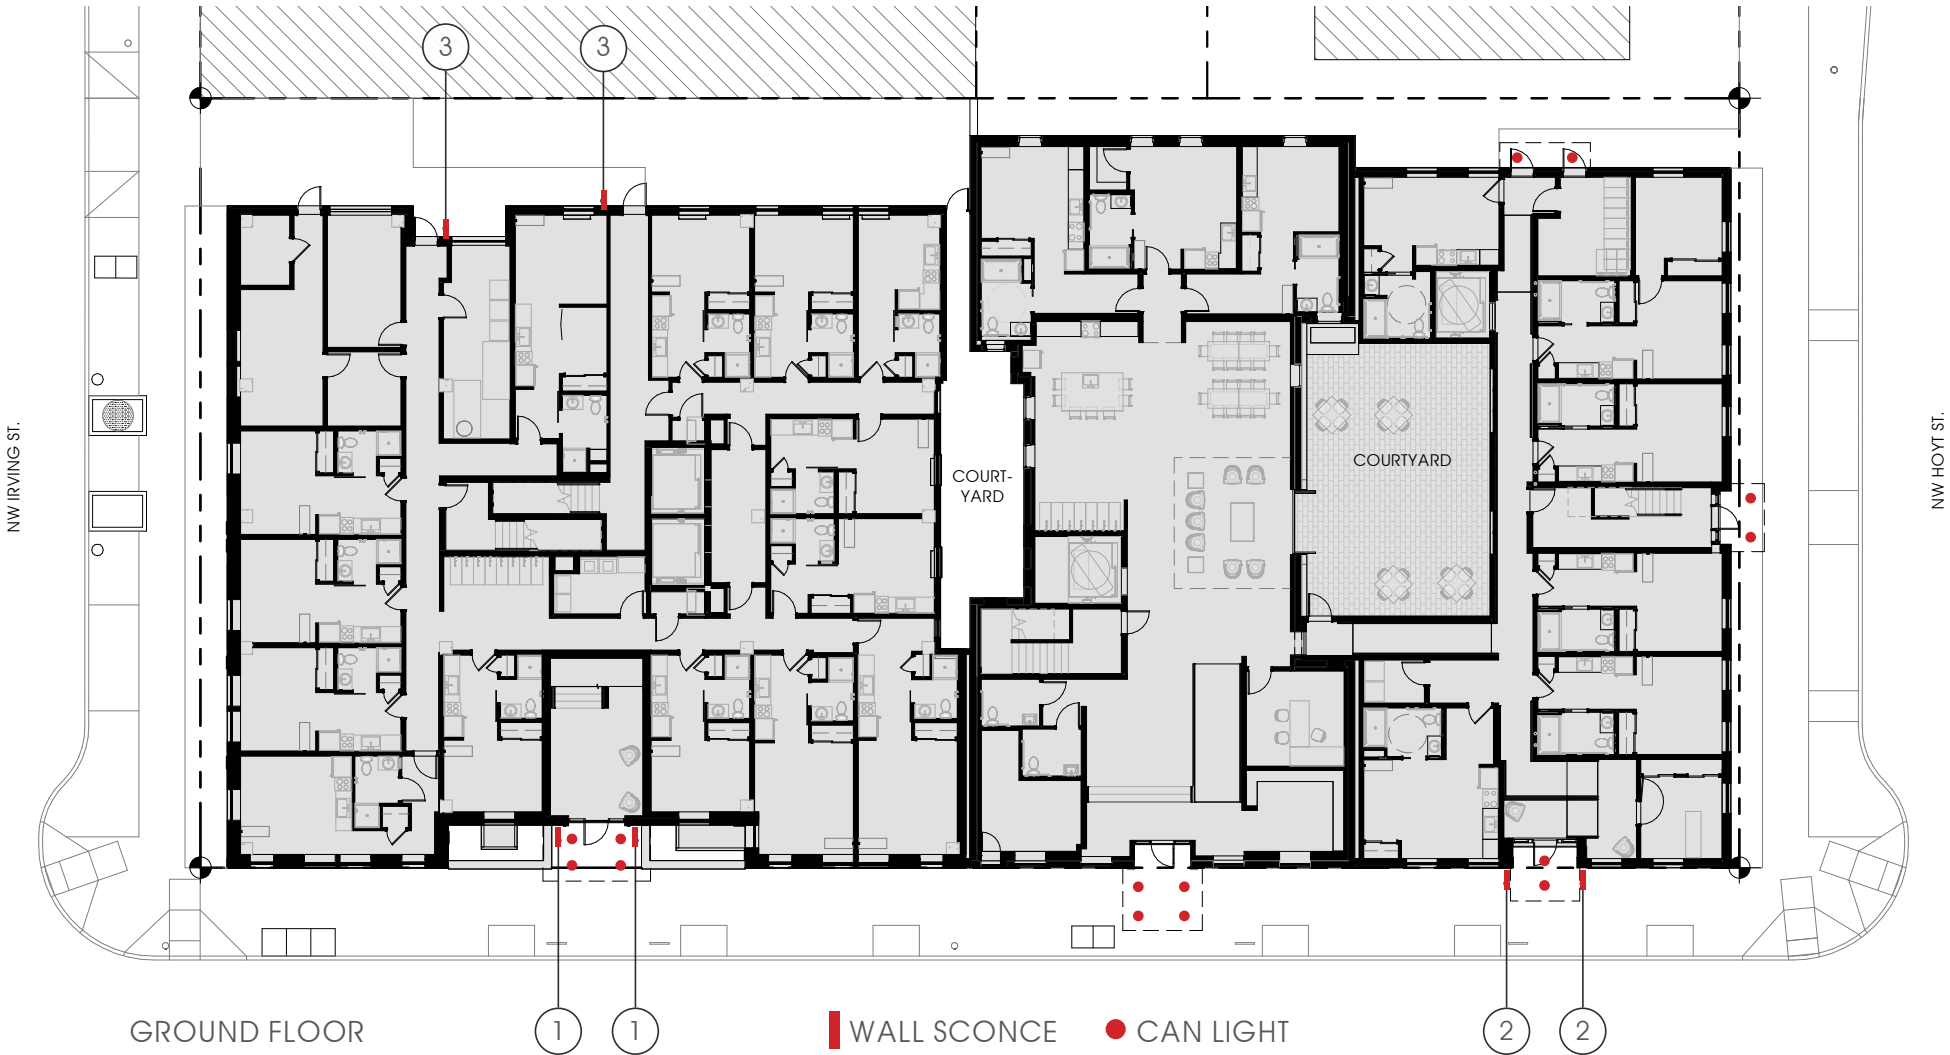 3
3
NW IRVING ST.
NW HOYT ST.
COURT-
YARD
COURTYARD
GROUND FLOOR
1
1
WALL SCONCE
CAN LIGHT
2
2